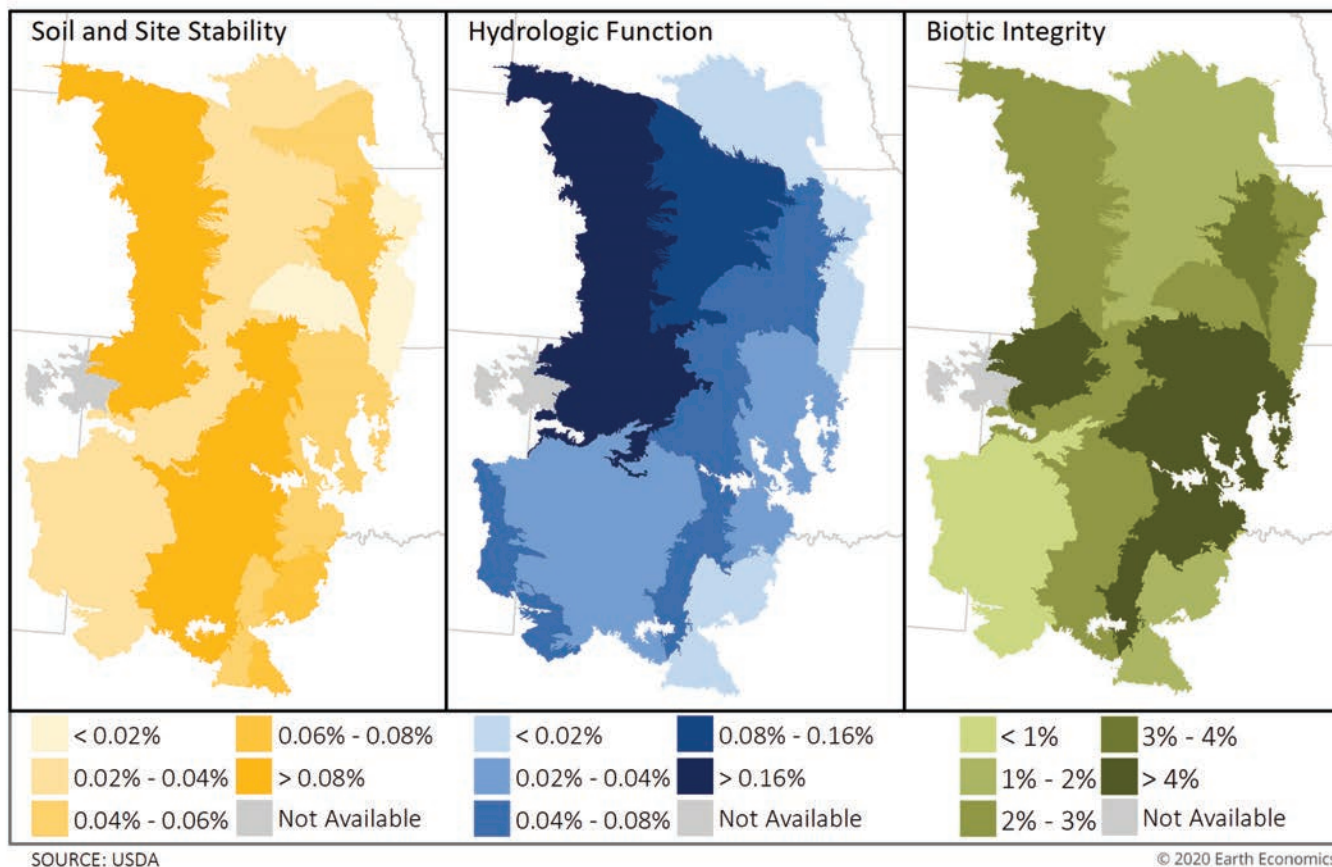 Soil and Site Stability
Hydrologic Function
Biotic Integrity
< 0.02%
0.02% - 0.04%
0.04% - 0.06%
0.06% - 0.08%
> 0.08%
Not Available
< 0.02%
0.02% - 0.04%
0.04% - 0.08%
0.08% - 0.16%
> 0.16%
Not Available
< 1%
1% - 2%
2% - 3%
3% - 4%
> 4%
Not Available
SOURCE: USDA
© 2020 Earth Economics